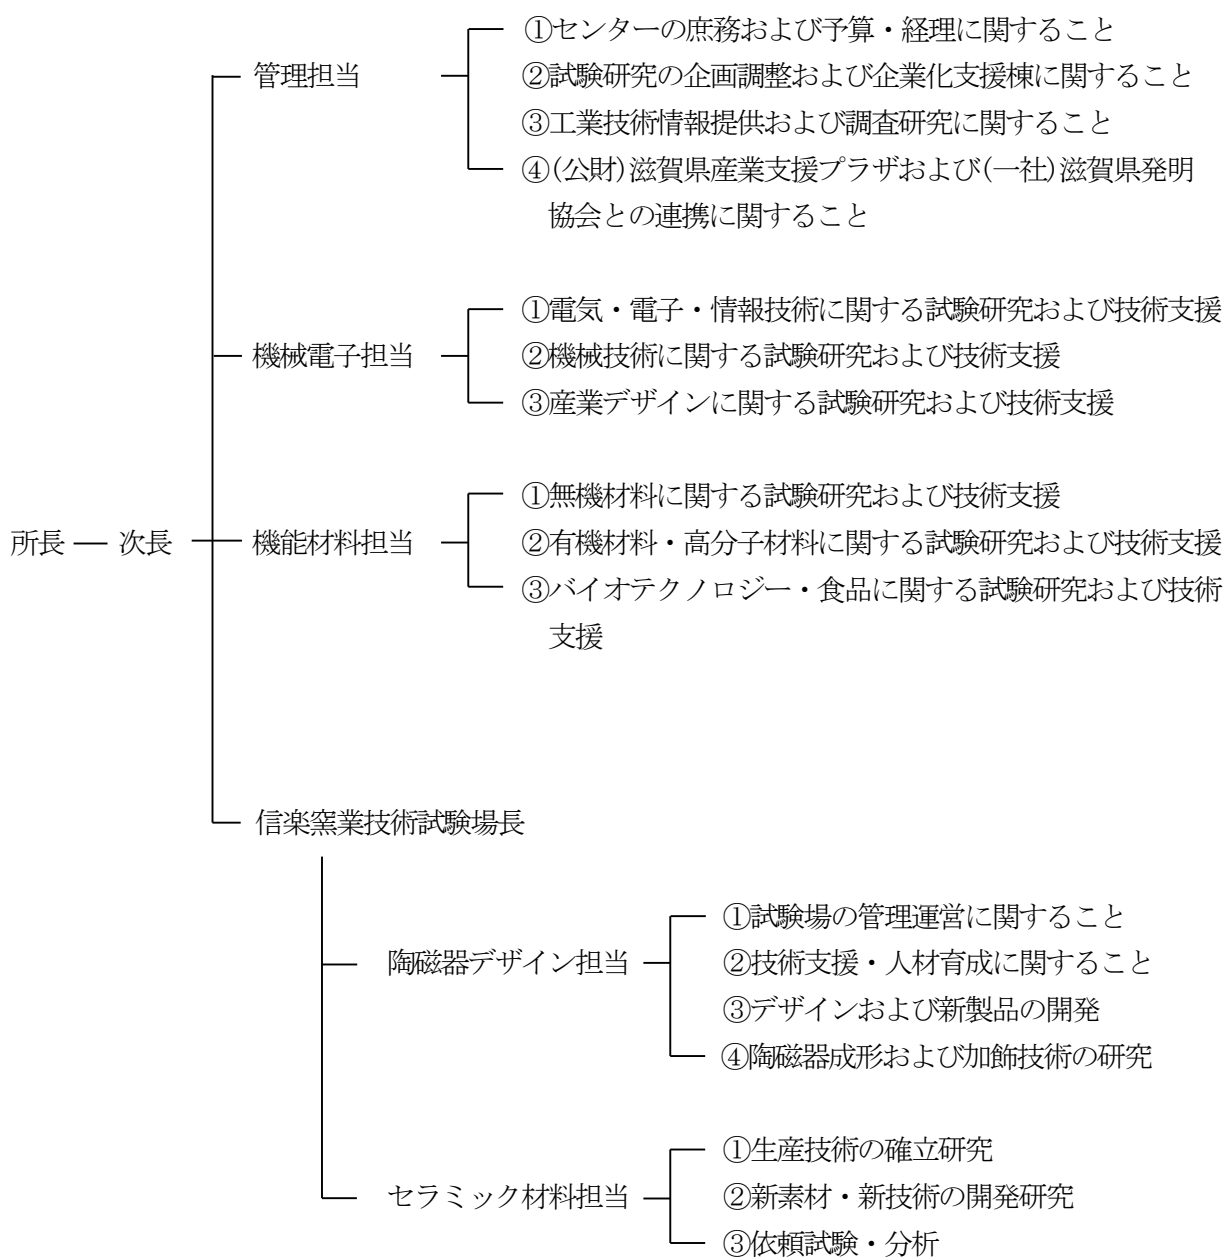 ①センターの庶務および予算・経理に関すること
管理担当
②試験研究の企画調整および企業化支援棟に関すること
③工業技術情報提供および調査研究に関すること
④(公財)滋賀県産業支援プラザおよび(一社)滋賀県発明
協会との連携に関すること
①電気・電子・情報技術に関する試験研究および技術支援
機械電子担当
②機械技術に関する試験研究および技術支援
③産業デザインに関する試験研究および技術支援
①無機材料に関する試験研究および技術支援
所長
次長
機能材料担当
②有機材料・高分子材料に関する試験研究および技術支援
③バイオテクノロジー・食品に関する試験研究および技術
支援
信楽窯業技術試験場長
①試験場の管理運営に関すること
陶磁器デザイン担当
②技術支援・人材育成に関すること
③デザインおよび新製品の開発
④陶磁器成形および加飾技術の研究
①生産技術の確立研究
セラミック材料担当
②新素材・新技術の開発研究
③依頼試験・分析